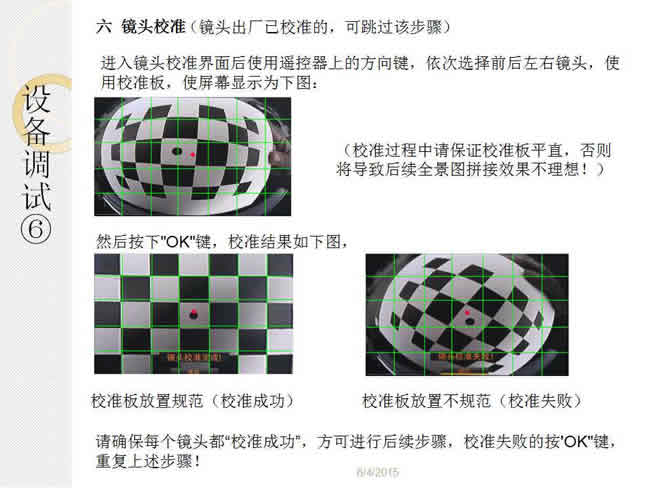 设备调试⑥
六 镜头校准（镜头出厂已校准的，可跳过该步骤）
进入镜头校准界面后使用遥控器上的方向键，依次选择前后左右镜头，使
用校准板，使屏幕显示为下图：
（校准过程中请保证校准板平直，否则
将导致后续全景图拼接效果不理想！）
然后按下"OK"键，校准结果如下图，
镜头校准完成!
镜头校准失败!
校准板放置规范（校准成功）
校准板放置不规范（校准失败）
请确保每个镜头都“校准成功”，方可进行后续步骤，校准失败的按'OK"键，
重复上述步骤！
6/4/2015